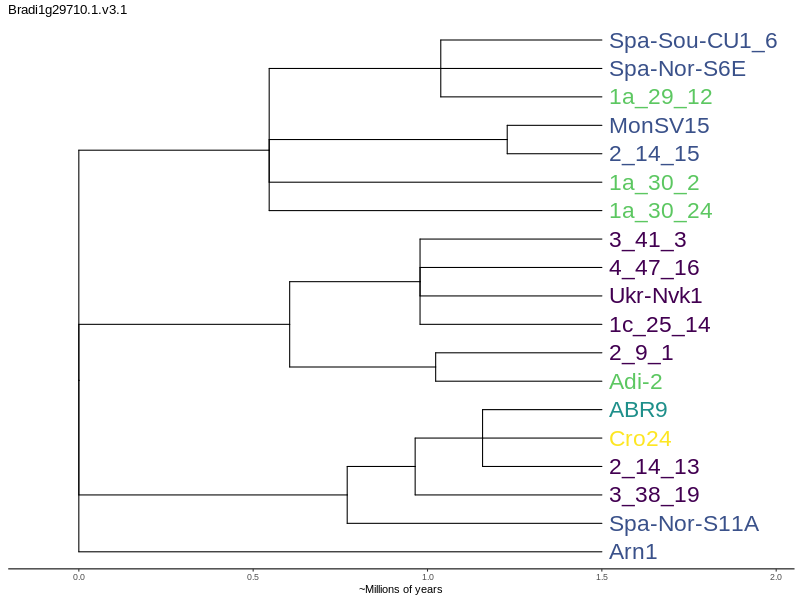 Bradi1g29710.1.v3.1
Spa-Sou-CU1_6
Spa-Nor-S6E
1a_29_12
MonSV15
2_14_15
1a_30_2
1a_30_24
3_41_3
4_47_16
Ukr-Nvk1
1c_25_14
2_9_1
Adi-2
ABR9
Cro24
2_14_13
3_38_19
Spa-Nor-S11A
Arn1
0.0 0.5 1.0 1.5 2.0
~Millions of years